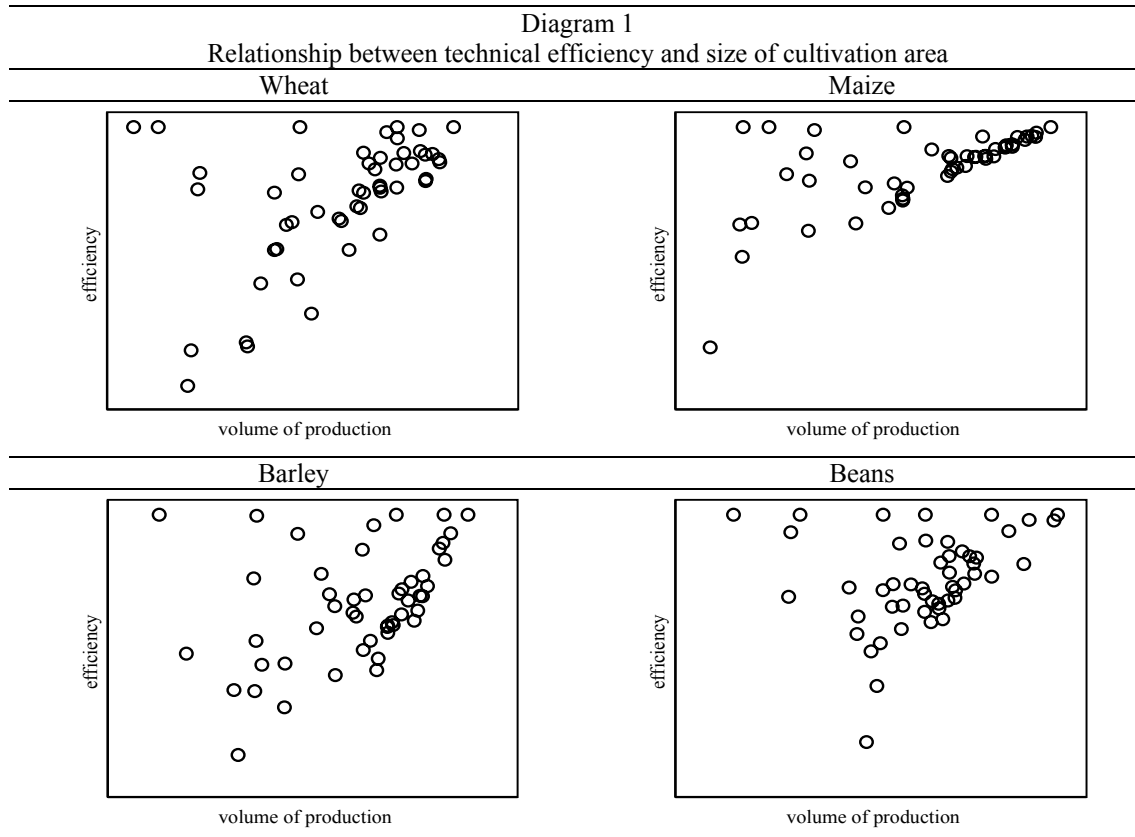 Diagram 1
Relationship between technical efficiency and size of cultivation area
Wheat
Maize
efficiency
efficiency
volume of production
volume of production
Barley
Beans
efficiency
efficiency
volume of production
volume of production